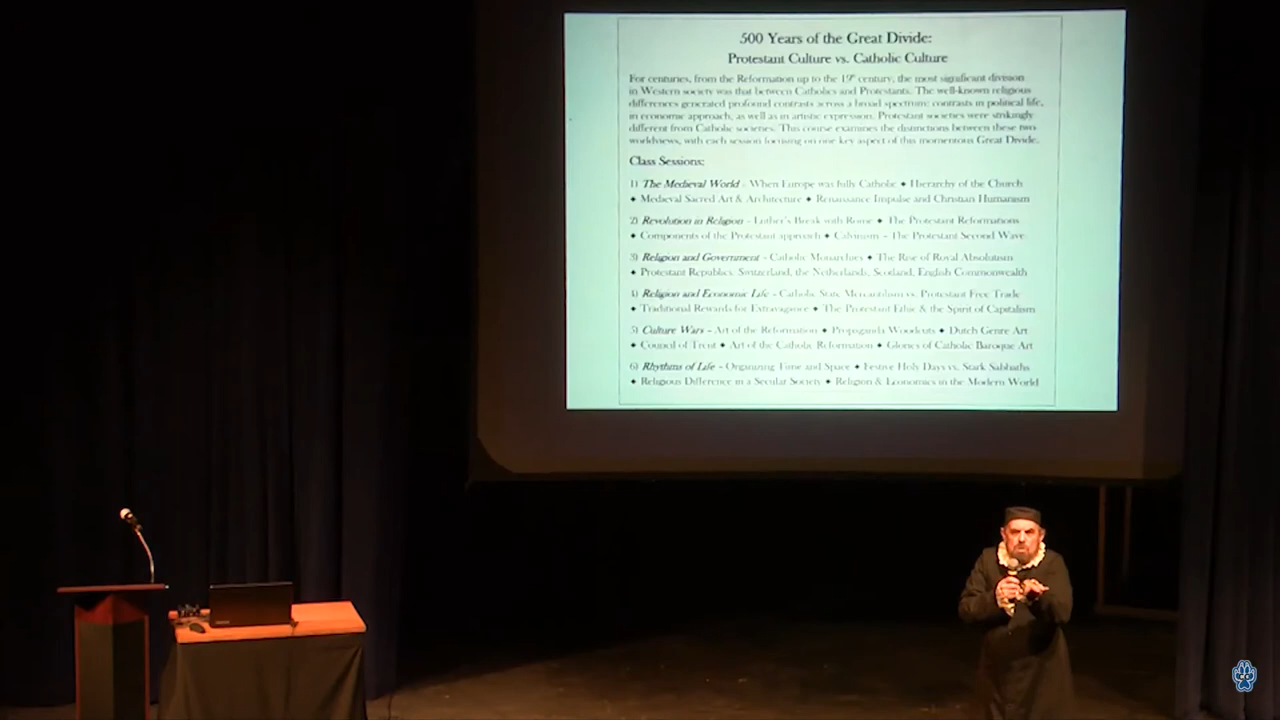 500 Years of the Great Divide:
Protestant Culture vs. Catholic Culture
For centuries, from the Reformation up to the 19th century, the most significant division
in Western society was that between Catholics and Protestants. The well-known religious
differences generated profound contrasts across a broad spectrum: contrasts in political life,
in economic approach, as well as in artistic expression. Protestant societies were strikingly
different from Catholic societies. This course examines the distinctions between these two
worldviews, with each session focusing on one key aspect of this momentous Great Divide.
Class Sessions:
1) The Medieval World - When Europe was fully Catholic ♦ Hierarchy of the Church
♦ Medieval Sacred Art & Architecture ♦ Renaissance Impulse and Christian Humanism
2) Revolution in Religion - Luther's Break with Rome ♦ The Protestant Reformations
♦ Components of the Protestant approach ♦ Calvinism – The Protestant Second Wave
3) Religion and Government - Catholic Monarchies ♦ The Rise of Royal Absolutism
♦ Protestant Republics: Switzerland, the Netherlands, Scotland, English Commonwealth
4) Religion and Economic Life - Catholic State Mercantilism vs. Protestant Free Trade
♦ Traditional Rewards for Extravagance ♦ The Protestant Ethic & the Spirit of Capitalism
5) Culture Wars – Art of the Reformation ♦ Propaganda Woodcuts ♦ Dutch Genre Art
♦ Council of Trent ♦ Art of the Catholic Reformation ♦ Glories of Catholic Baroque Art
6) Rhythms of Life – Organizing Time and Space ♦ Festive Holy Days vs. Stark Sabbaths
♦ Religious Difference in a Secular Society ♦ Religion & Economics in the Modern World